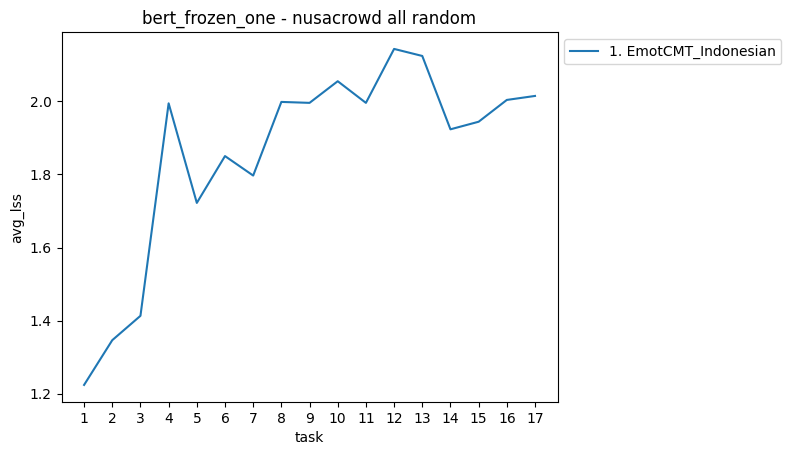 bert_frozen_one - nusacrowd all random
1. EmotCMT_Indonesian
avg_lss
2.0
1.8
1.6
1.4
1.2
1 2 3 4 5 6 7 8 9 10 11 12 13 14 15 16 17
task